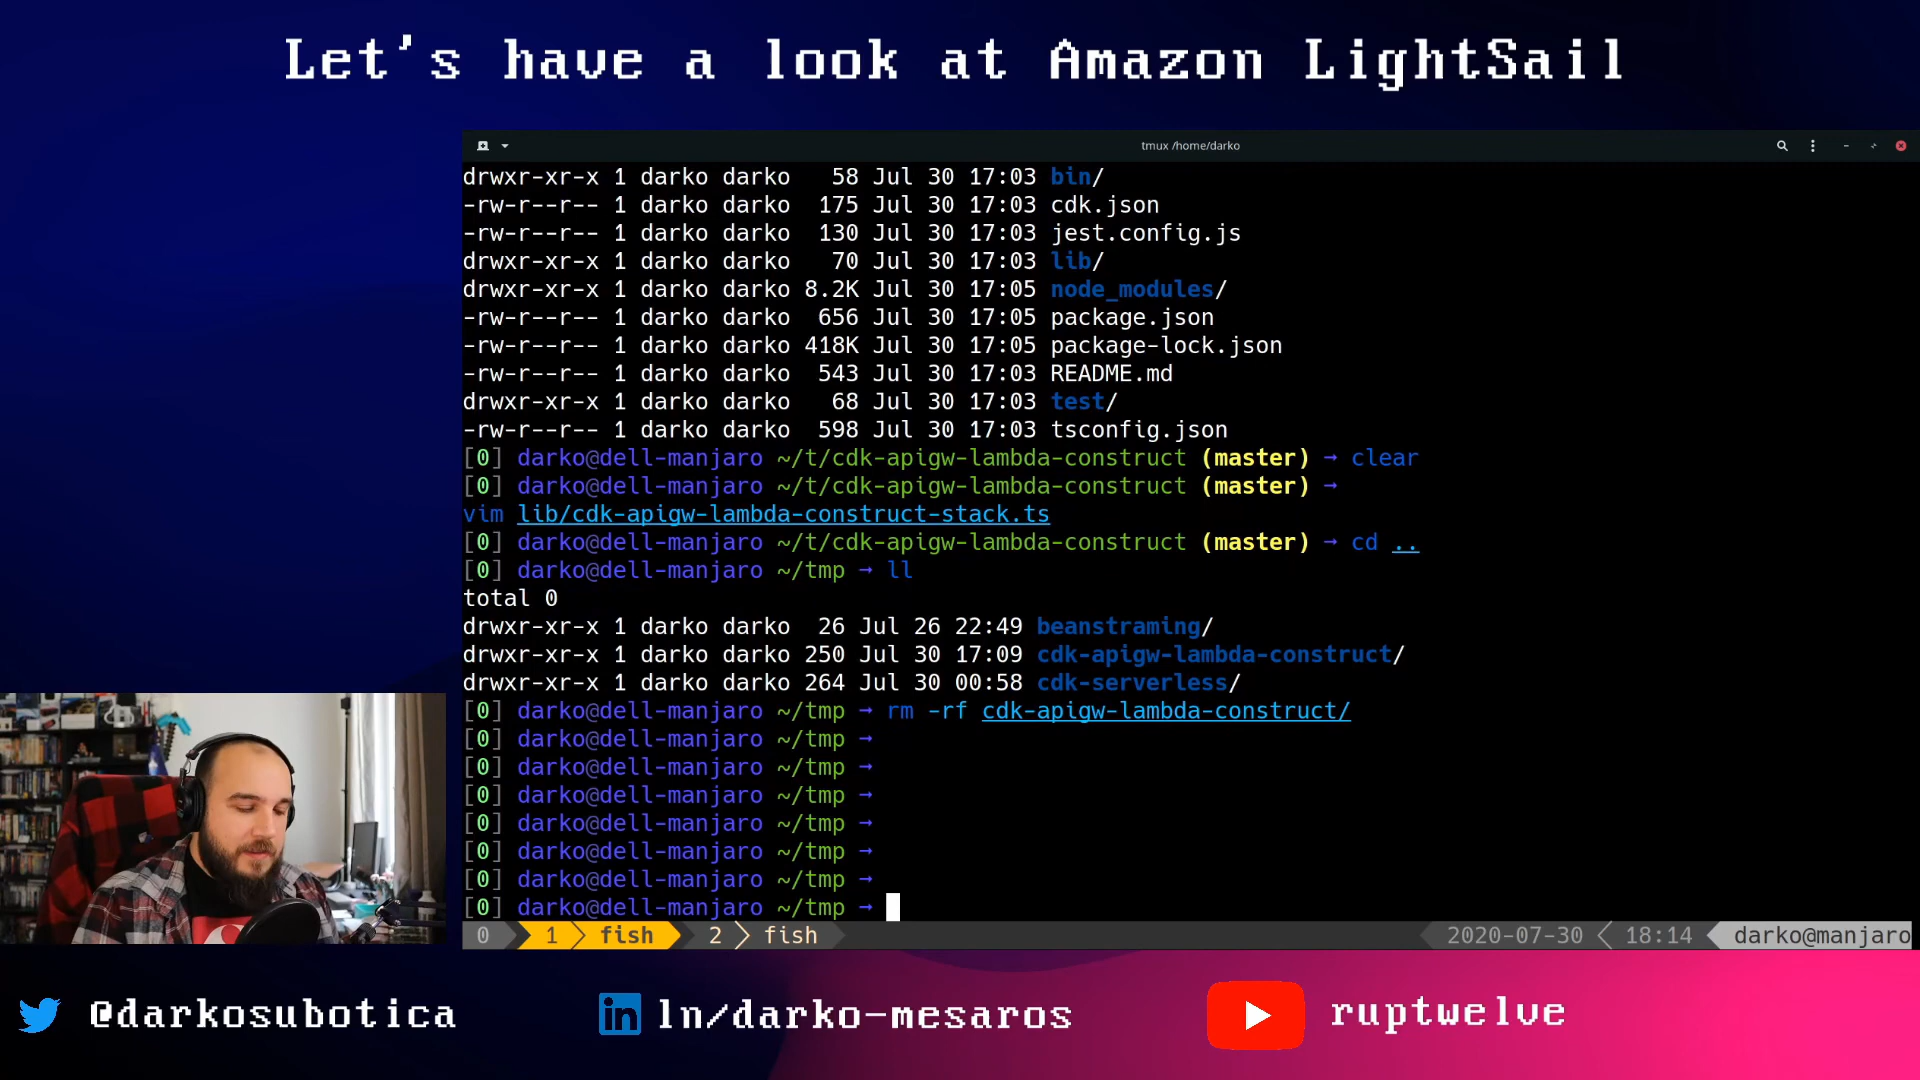 Let's have a look at Amazon LightSail
tmux /home/darko
drwxr-xr-x 1 darko darko   58 Jul 30 17:03 bin/
-rw-r--r-- 1 darko darko  175 Jul 30 17:03 cdk.json
-rw-r--r-- 1 darko darko  130 Jul 30 17:03 jest.config.js
drwxr-xr-x 1 darko darko   70 Jul 30 17:03 lib/
drwxr-xr-x 1 darko darko 8.2K Jul 30 17:05 node_modules/
-rw-r--r-- 1 darko darko  656 Jul 30 17:05 package.json
-rw-r--r-- 1 darko darko 418K Jul 30 17:05 package-lock.json
-rw-r--r-- 1 darko darko  543 Jul 30 17:03 README.md
drwxr-xr-x 1 darko darko   68 Jul 30 17:03 test/
-rw-r--r-- 1 darko darko  598 Jul 30 17:03 tsconfig.json
[0] darko@dell-manjaro ~/t/cdk-apigw-lambda-construct (master) → clear
[0] darko@dell-manjaro ~/t/cdk-apigw-lambda-construct (master) →
vim lib/cdk-apigw-lambda-construct-stack.ts
[0] darko@dell-manjaro ~/t/cdk-apigw-lambda-construct (master) → cd ..
[0] darko@dell-manjaro ~/tmp → ll
total 0
drwxr-xr-x 1 darko darko  26 Jul 26 22:49 beanstraming/
drwxr-xr-x 1 darko darko 250 Jul 30 17:09 cdk-apigw-lambda-construct/
drwxr-xr-x 1 darko darko 264 Jul 30 00:58 cdk-serverless/
[0] darko@dell-manjaro ~/tmp → rm -rf cdk-apigw-lambda-construct/
[0] darko@dell-manjaro ~/tmp →
[0] darko@dell-manjaro ~/tmp →
[0] darko@dell-manjaro ~/tmp →
[0] darko@dell-manjaro ~/tmp →
[0] darko@dell-manjaro ~/tmp →
[0] darko@dell-manjaro ~/tmp →
[0] darko@dell-manjaro ~/tmp →
0 1 fish 2 fish 2020-07-30 18:14 darko@manjaro
@darkosubotica in ln/darko-mesaros ruptwelve